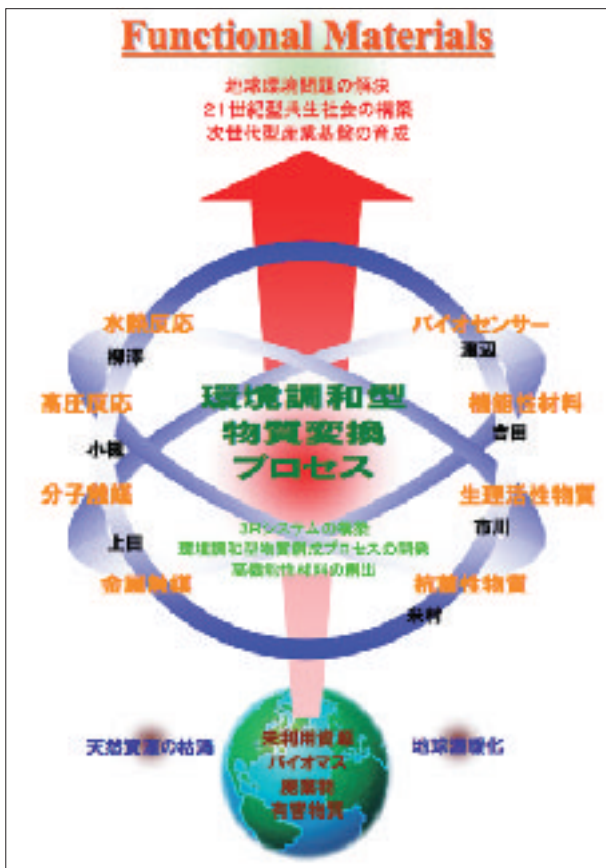 Functional Materials
地球環境問題の解決
21世紀型共生社会の構築
次世代型産業基盤の育成
水熱反応
柳澤
バイオセンサー
渡辺
高圧反応
小槻
機能性材料
吉田
環境調和型
物質変換
プロセス
分子触媒
上田
生理活性物質
市川
3Rシステムの構築
環境調和型物質創成プロセスの開発
高機能性材料の創出
金属触媒
抗菌性物質
米村
天然資源の枯渇
地球温暖化
未利用資源
バイオマス
廃棄物
有害物質